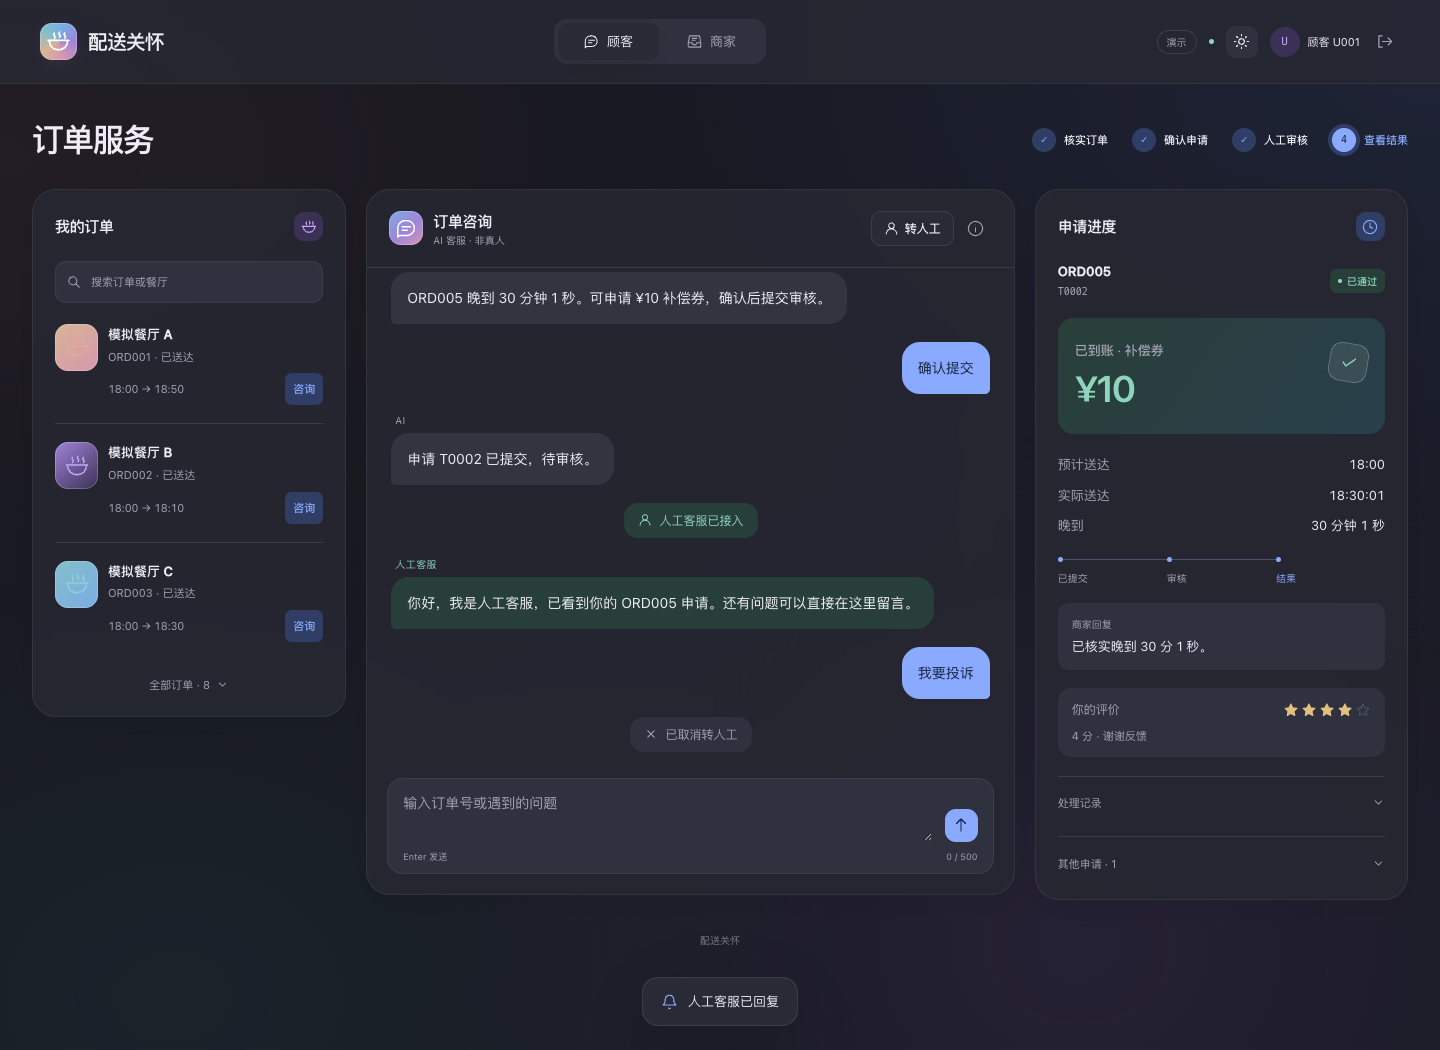 配送关怀
顾客
商家
演示
U
顾客 U001
订单服务
核实订单
确认申请
人工审核
4
查看结果
我的订单
搜索订单或餐厅
模拟餐厅 A
ORD001 · 已送达
18:00 → 18:50
咨询
模拟餐厅 B
ORD002 · 已送达
18:00 → 18:10
咨询
模拟餐厅 C
ORD003 · 已送达
18:00 → 18:30
咨询
全部订单 · 8
订单咨询
AI 客服 · 非真人
转人工
ORD005 晚到 30 分钟 1 秒。可申请 ¥10 补偿券，确认后提交审核。
确认提交
AI
申请 T0002 已提交，待审核。
人工客服已接入
人工客服
你好，我是人工客服，已看到你的 ORD005 申请。还有问题可以直接在这里留言。
我要投诉
已取消转人工
输入订单号或遇到的问题
Enter 发送
0 / 500
申请进度
ORD005
T0002
已通过
已到账 · 补偿券
¥10
预计送达
18:00
实际送达
18:30:01
晚到
30 分钟 1 秒
已提交
审核
结果
商家回复
已核实晚到 30 分 1 秒。
你的评价
4 分 · 谢谢反馈
处理记录
其他申请 · 1
配送关怀
人工客服已回复